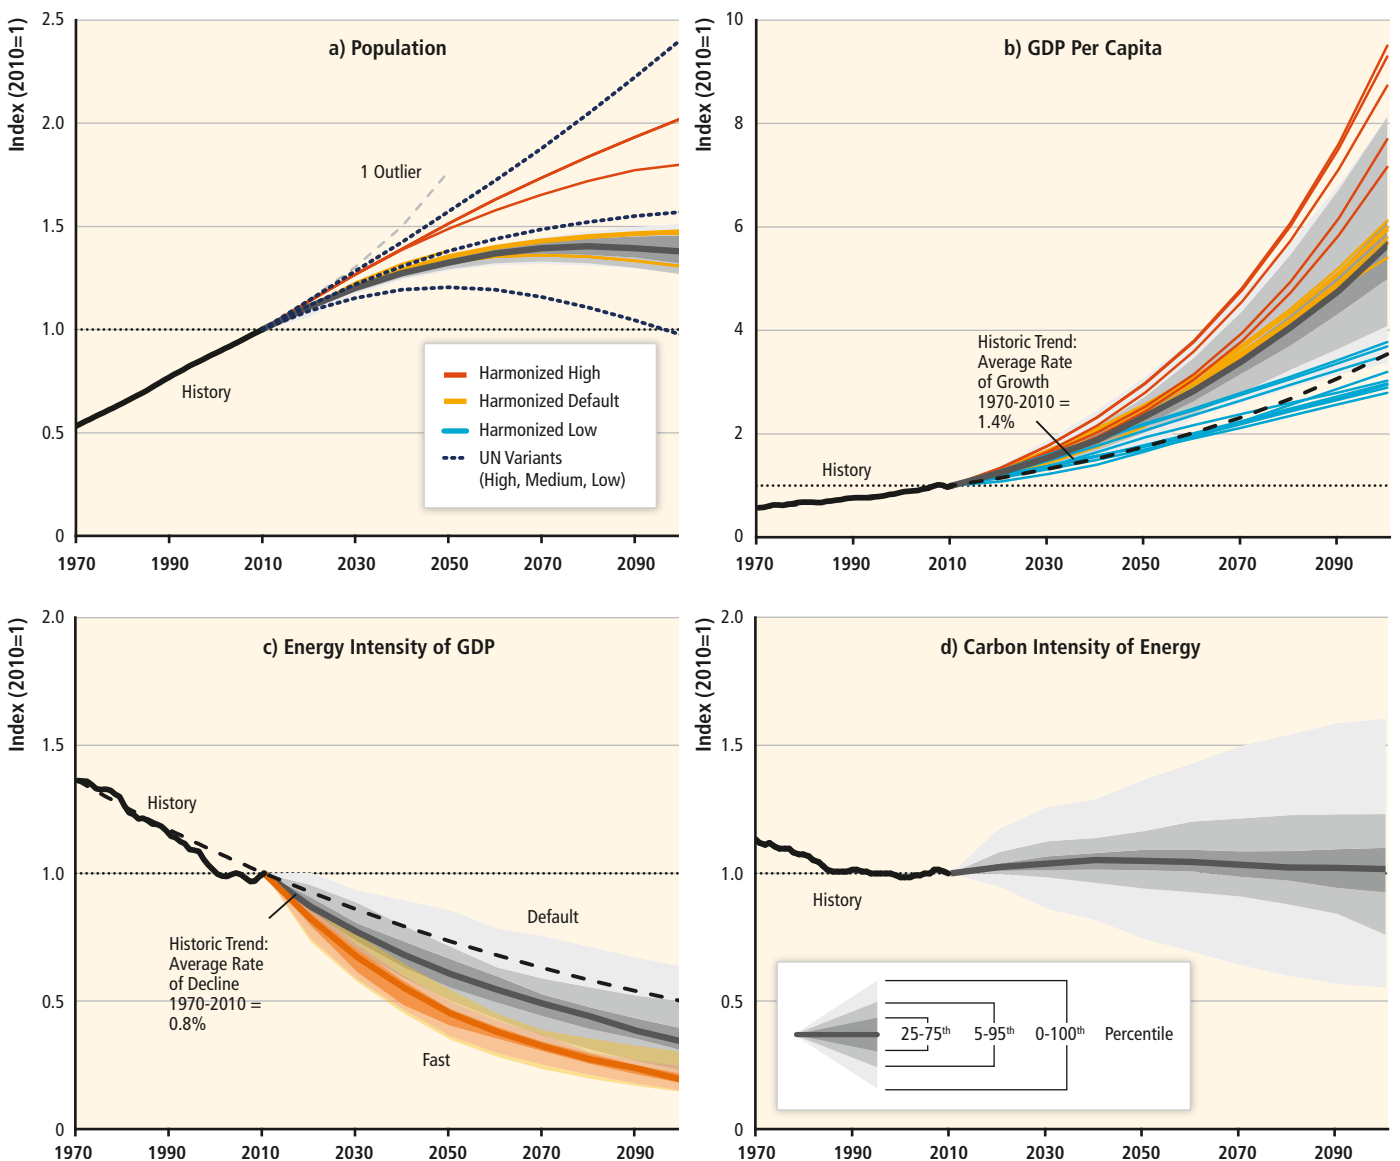 a) Population
Index (2010=1)
2.5
2.0
1.5
1.0
0.5
0
1 Outlier
History
Harmonized High
Harmonized Default
Harmonized Low
UN Variants
(High, Medium, Low)
1970 1990 2010 2030 2050 2070 2090
b) GDP Per Capita
Index (2010=1)
10
8
6
4
2
0
Historic Trend:
Average Rate
of Growth
1970-2010 =
1.4%
History
1970 1990 2010 2030 2050 2070 2090
c) Energy Intensity of GDP
Index (2010=1)
2.0
1.5
1.0
0.5
0
History
Default
Historic Trend:
Average Rate
of Decline
1970-2010 =
0.8%
Fast
1970 1990 2010 2030 2050 2070 2090
d) Carbon Intensity of Energy
Index (2010=1)
2.0
1.5
1.0
0.5
0
History
25-75th 5-95th 0-100th Percentile
1970 1990 2010 2030 2050 2070 2090